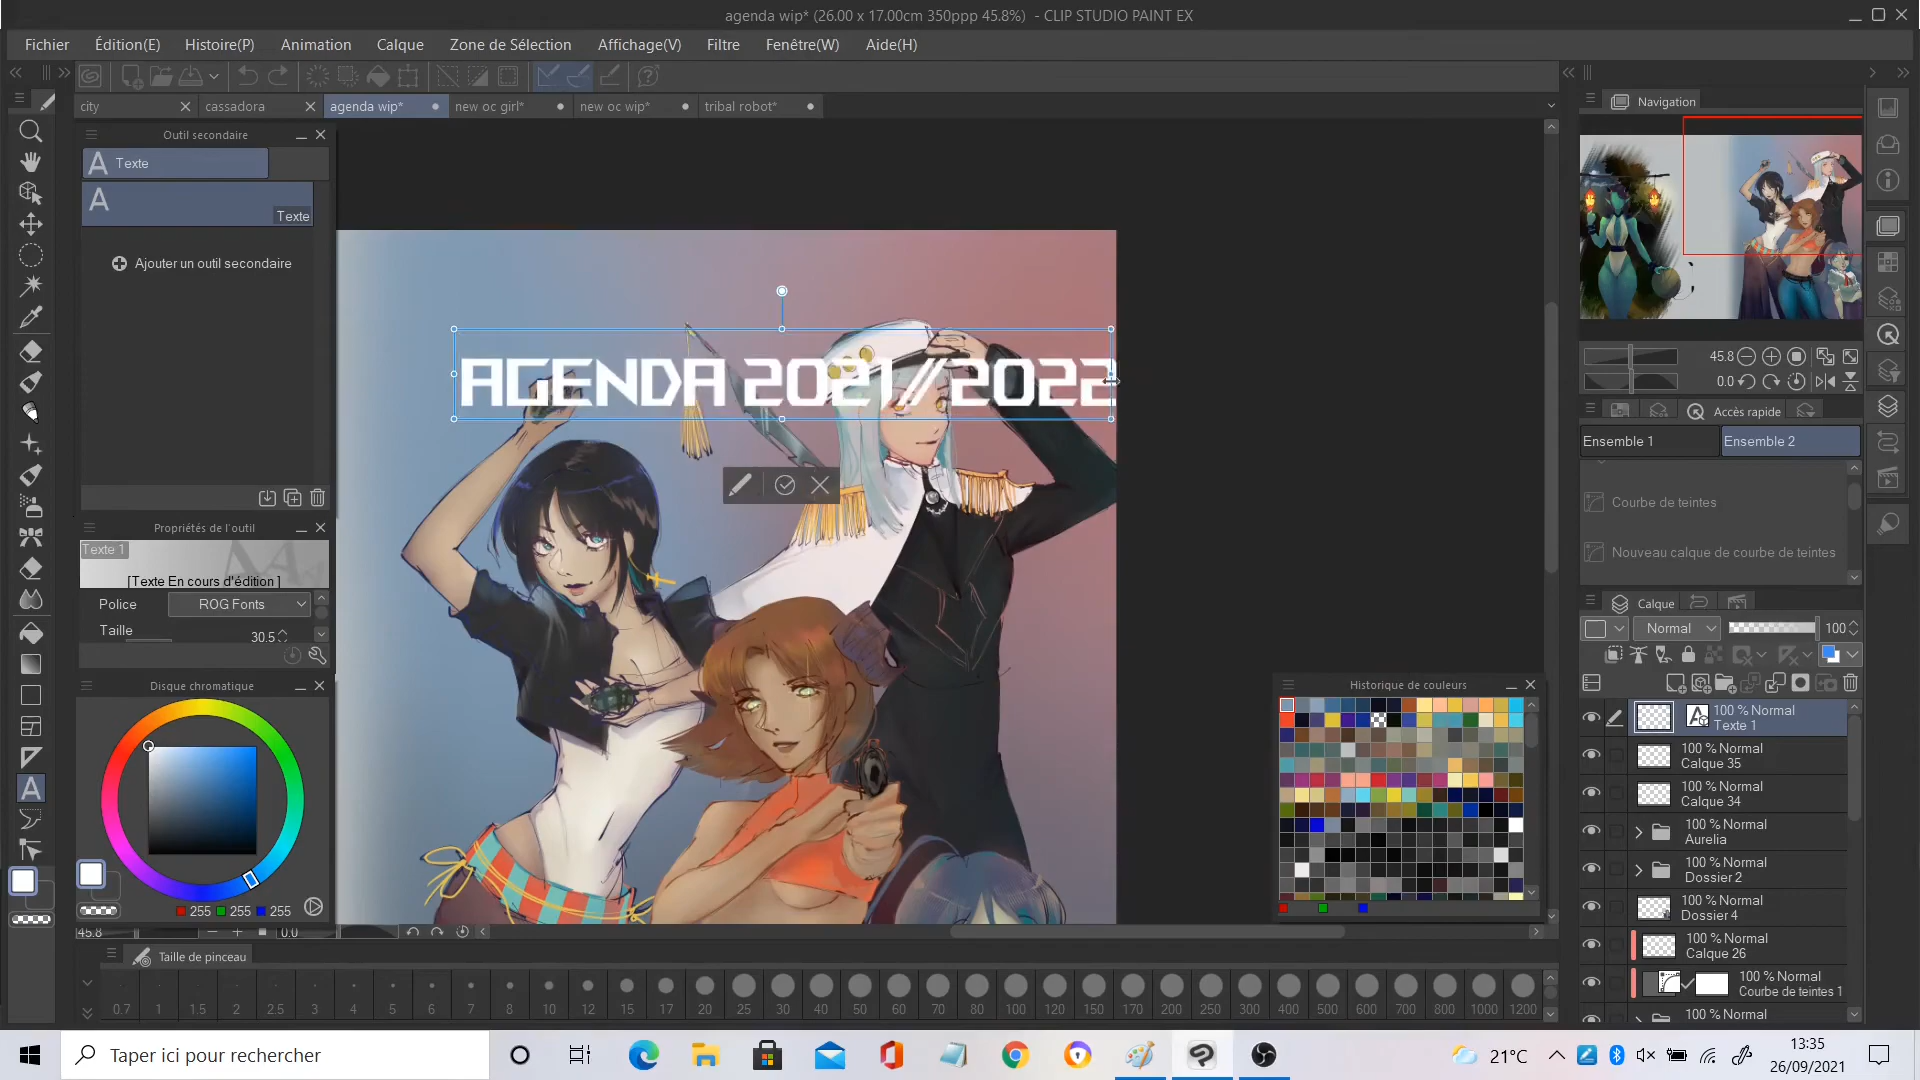 agenda wip* (26.00 x 17.00cm 350ppp 45.8%) - CLIP STUDIO PAINT EX
Fichier Édition(E) Histoire(P) Animation Calque Zone de Sélection Affichage(V) Filtre Fenêtre(W) Aide(H)
city cassadora agenda wip* new oc girl* new oc wip* tribal robot*
Outil secondaire
Texte
Texte
Ajouter un outil secondaire
Propriétés de l'outil
Texte 1
[Texte En cours d'édition ]
Police ROG Fonts
Taille 30.5
Disque chromatique
255 255 255
AGENDA 2021//2022
Navigation
45.8
0.0
Accès rapide
Ensemble 1 Ensemble 2
Courbe de teintes
Nouveau calque de courbe de teintes
Calque
Normal 100
100 % Normal
Texte 1
100 % Normal
Calque 35
100 % Normal
Calque 34
100 % Normal
Aurelia
100 % Normal
Dossier 2
100 % Normal
Dossier 4
100 % Normal
Calque 26
100 % Normal
Courbe de teintes 1
100 % Normal
Historique de couleurs
45.8 0.0
Taille de pinceau
0.7 1 1.5 2 2.5 3 4 5 6 7 8 10 12 15 17 20 25 30 40 50 60 70 80 100 120 150 170 200 250 300 400 500 600 700 800 1000 1200
Taper ici pour rechercher
21°C
13:35
26/09/2021